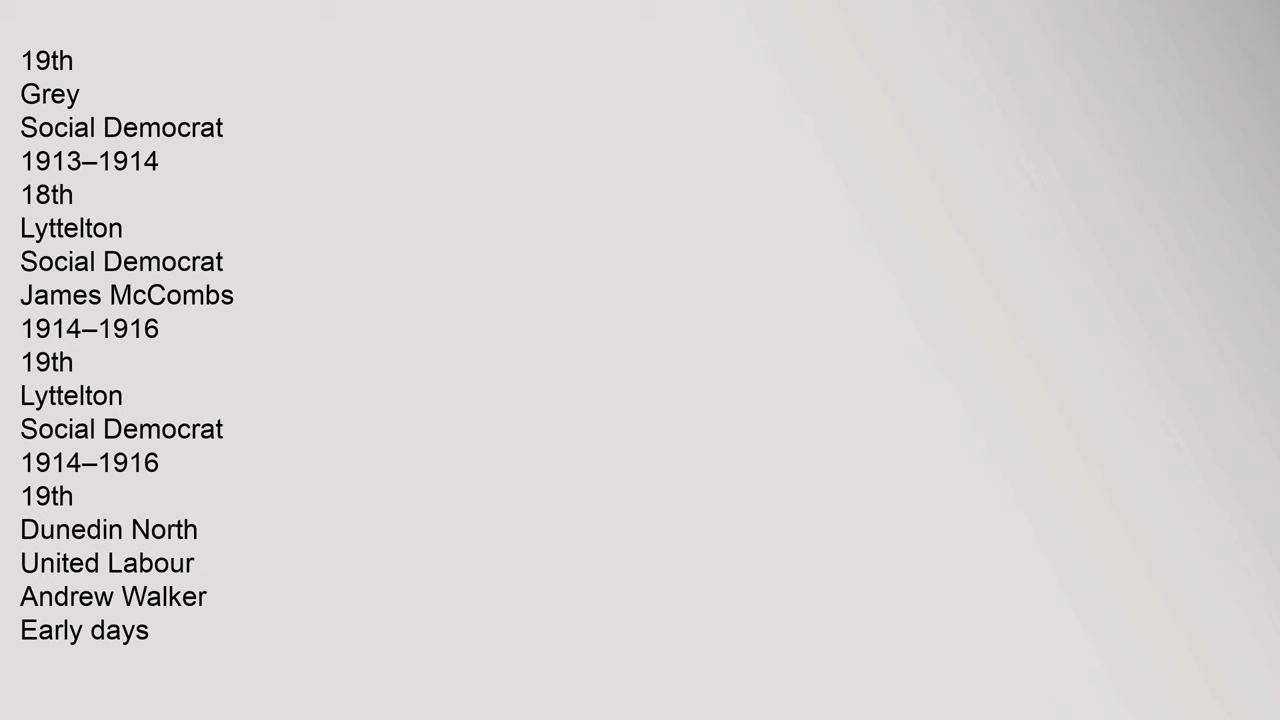 19th
Grey
Social Democrat
1913–1914
18th
Lyttelton
Social Democrat
James McCombs
1914–1916
19th
Lyttelton
Social Democrat
1914–1916
19th
Dunedin North
United Labour
Andrew Walker
Early days